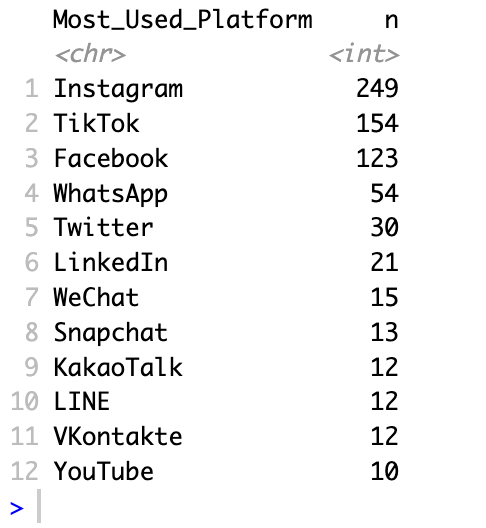 Most_Used_Platform n
<chr> <int>
1 Instagram 249
2 TikTok 154
3 Facebook 123
4 WhatsApp 54
5 Twitter 30
6 LinkedIn 21
7 WeChat 15
8 Snapchat 13
9 KakaoTalk 12
10 LINE 12
11 VKontakte 12
12 YouTube 10
>